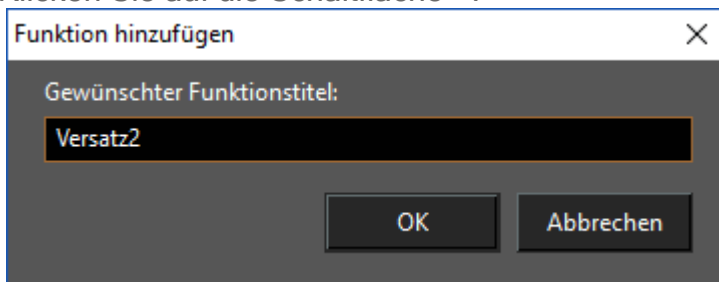 Klicken Sie auf die Schaltfläche
Funktion hinzufügen
Gewünschter Funktionstitel:
Versatz2
OK Abbrechen